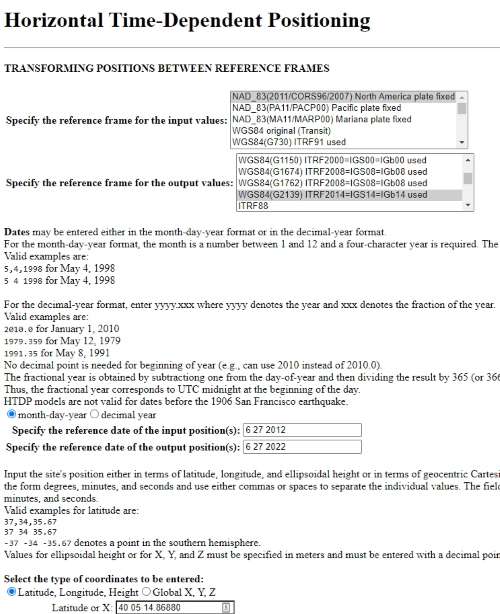 Horizontal Time-Dependent Positioning
TRANSFORMING POSITIONS BETWEEN REFERENCE FRAMES
Specify the reference frame for the input values:
NAD_83(2011/CORS96/2007) North America plate fixed
NAD_83(PA11/PACP00) Pacific plate fixed
NAD_83(MA11/MARP00) Mariana plate fixed
WGS84 original (Transit)
WGS84(G730) ITRF91 used
Specify the reference frame for the output values:
WGS84(G1150) ITRF2000=IGS00=IGb00 used
WGS84(G1674) ITRF2008=IGS08=IGb08 used
WGS84(G1762) ITRF2008=IGS08=IGb08 used
WGS84(G2139) ITRF2014=IGS14=IGb14 used
ITRF88
Dates may be entered either in the month-day-year format or in the decimal-year format.
For the month-day-year format, the month is a number between 1 and 12 and a four-character year is required. The
Valid examples are:
5,4,1998 for May 4, 1998
5 4 1998 for May 4, 1998
For the decimal-year format, enter yyyy.xxx where yyyy denotes the year and xxx denotes the fraction of the year.
Valid examples are:
2010.0 for January 1, 2010
1979.359 for May 12, 1979
1991.35 for May 8, 1991
No decimal point is needed for beginning of year (e.g., can use 2010 instead of 2010.0).
The fractional year is obtained by subtractiong one from the day-of-year and then dividing the result by 365 (or 366
Thus, the fractional year corresponds to UTC midnight at the beginning of the day.
HTDP models are not valid for dates before the 1906 San Francisco earthquake.
month-day-year decimal year
Specify the reference date of the input position(s): 6 27 2012
Specify the reference date of the output position(s): 6 27 2022
Input the site's position either in terms of latitude, longitude, and ellipsoidal height or in terms of geocentric Cartesi
the form degrees, minutes, and seconds and use either commas or spaces to separate the individual values. The field
minutes, and seconds.
Valid examples for latitude are:
37,34,35.67
37 34 35.67
-37 -34 -35.67 denotes a point in the southern hemisphere.
Values for ellipsoidal height or for X, Y, and Z must be specified in meters and must be entered with a decimal poin
Select the type of coordinates to be entered:
Latitude, Longitude, Height Global X, Y, Z
Latitude or X: 40 05 14.86880